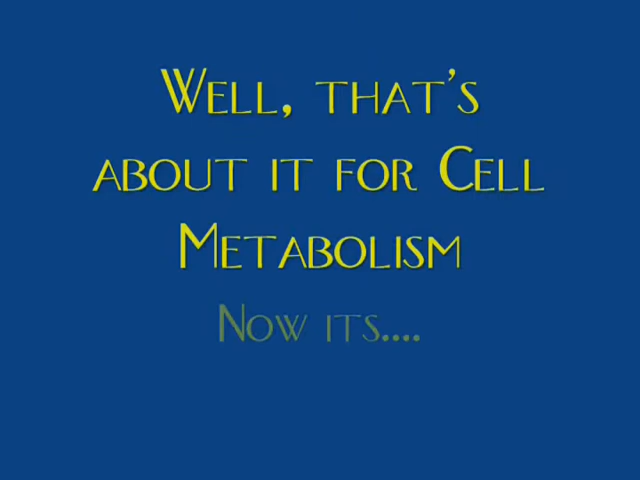 Well, that's
about it for Cell
Metabolism
Now its....